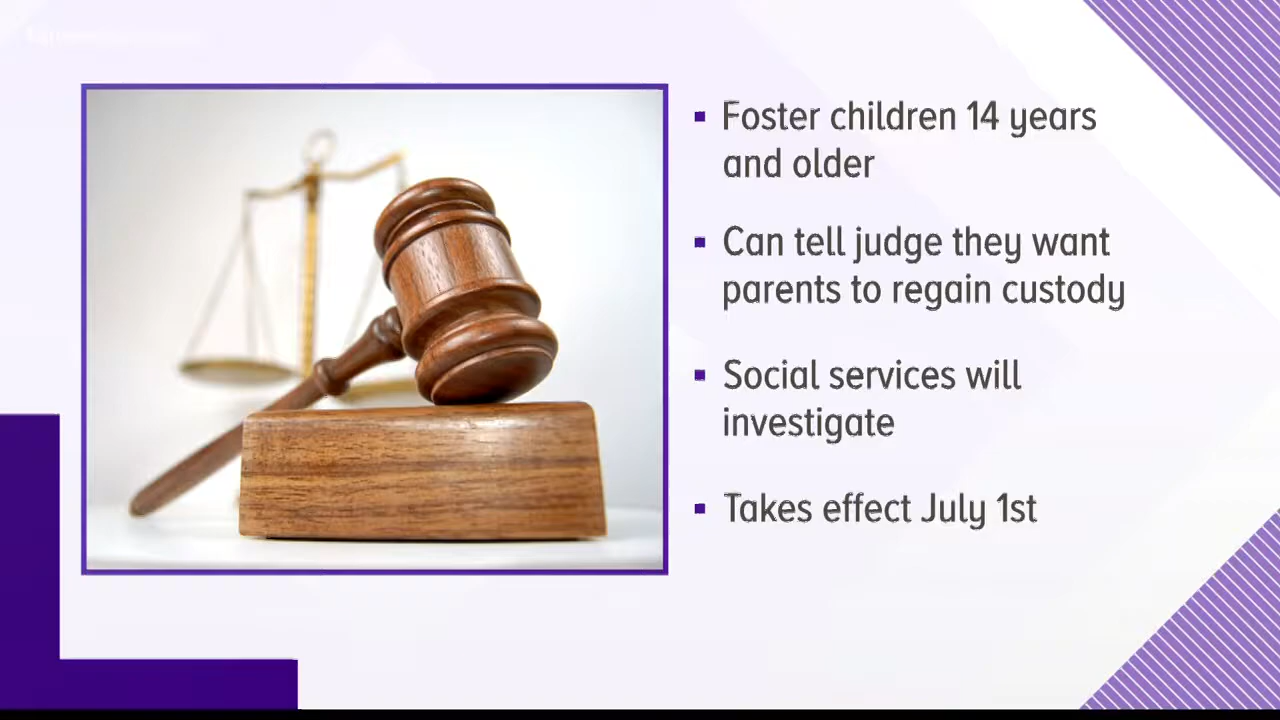 Foster children 14 years
and older
Can tell judge they want
parents to regain custody
Social services will
investigate
Takes effect July 1st